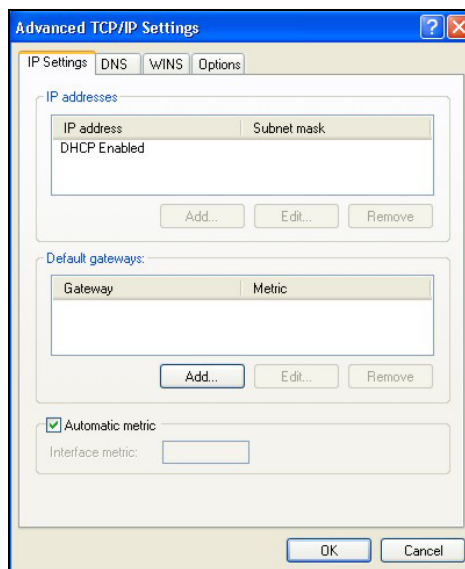 Advanced TCP/IP Settings
IP Settings DNS WINS Options
IP addresses
IP address Subnet mask
DHCP Enabled
Add... Edit... Remove
Default gateways:
Gateway Metric
Add... Edit... Remove
Automatic metric
Interface metric:
OK Cancel